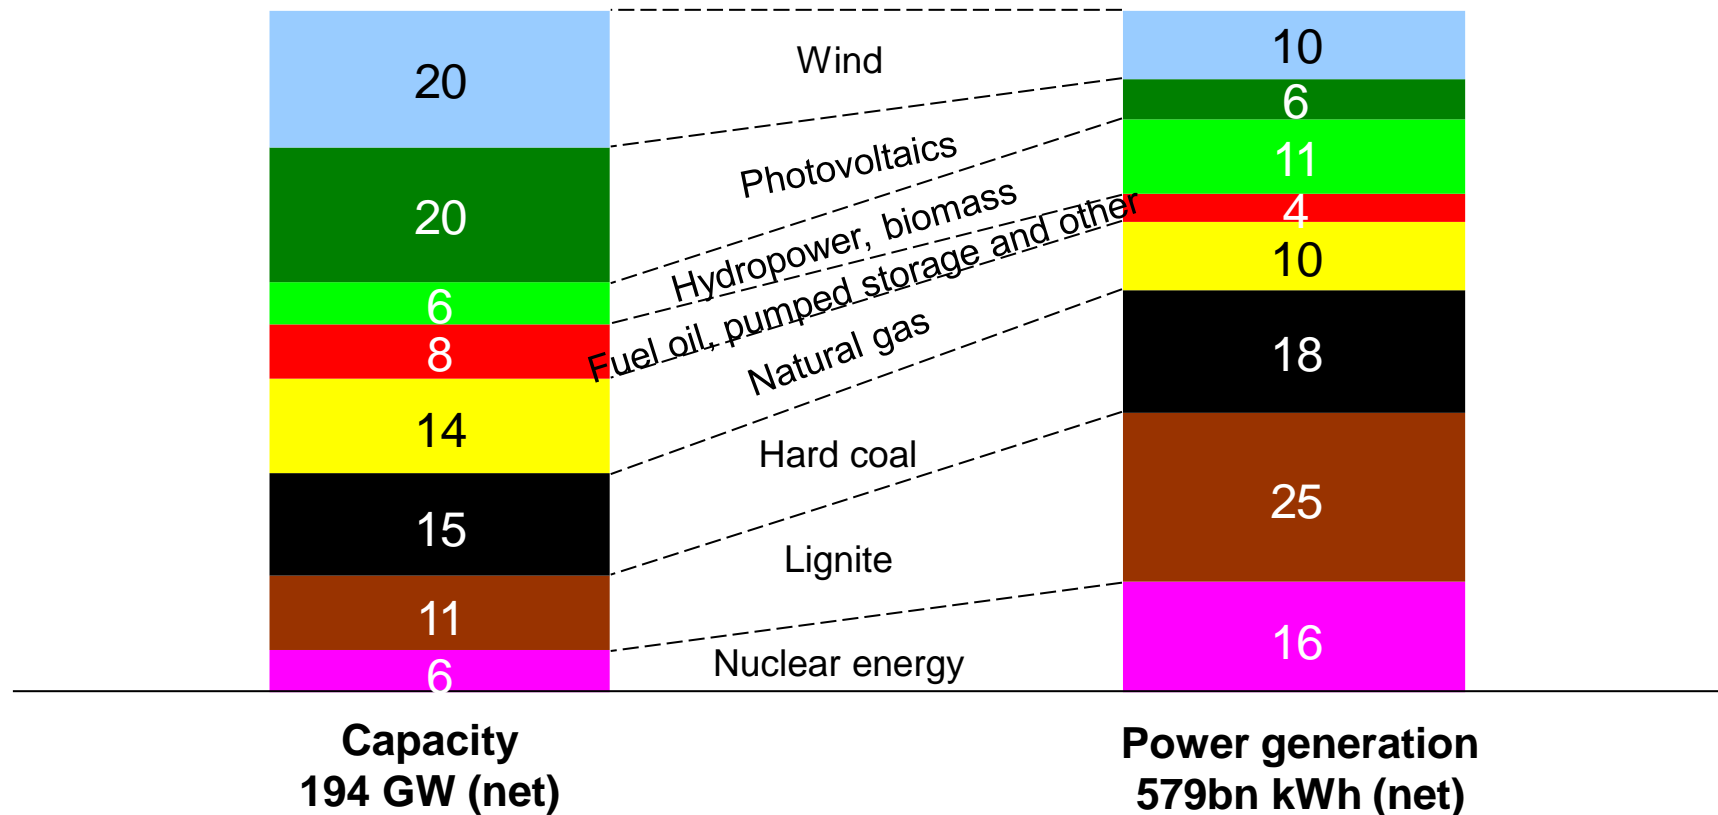 20
20
6
8
14
15
11
6
Wind
Photovoltaics
Hydropower, biomass
Fuel oil, pumped storage and other
Natural gas
Hard coal
Lignite
Nuclear energy
10
6
11
4
10
18
25
16
Capacity
194 GW (net)
Power generation
579bn kWh (net)